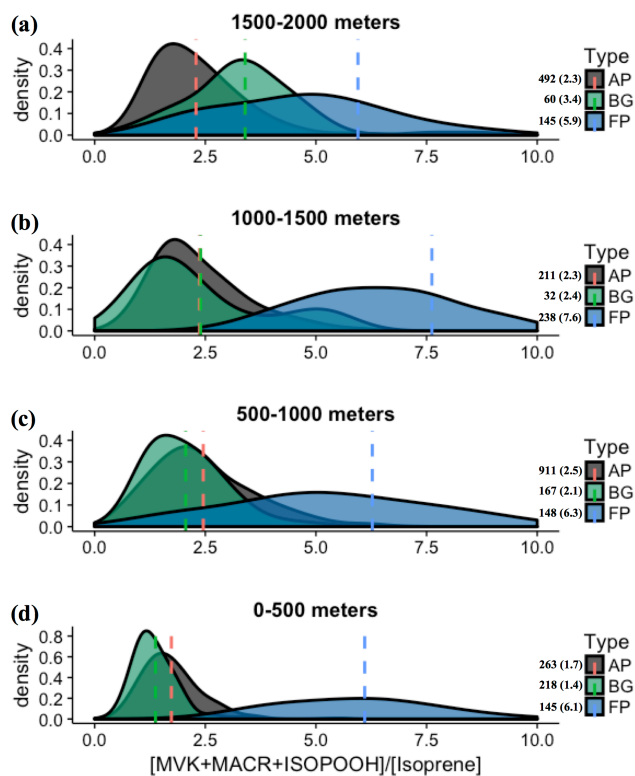 (a)
1500-2000 meters
density
0.4
0.3
0.2
0.1
0.0
0.0 2.5 5.0 7.5 10.0
Type
492 (2.3) AP
60 (3.4) BG
145 (5.9) FP
(b)
1000-1500 meters
density
0.4
0.3
0.2
0.1
0.0
0.0 2.5 5.0 7.5 10.0
Type
211 (2.3) AP
32 (2.4) BG
238 (7.6) FP
(c)
500-1000 meters
density
0.4
0.3
0.2
0.1
0.0
0.0 2.5 5.0 7.5 10.0
Type
911 (2.5) AP
167 (2.1) BG
148 (6.3) FP
(d)
0-500 meters
density
0.8
0.6
0.4
0.2
0.0
0.0 2.5 5.0 7.5 10.0
Type
263 (1.7) AP
218 (1.4) BG
145 (6.1) FP
[MVK+MACR+ISOPOOH]/[Isoprene]